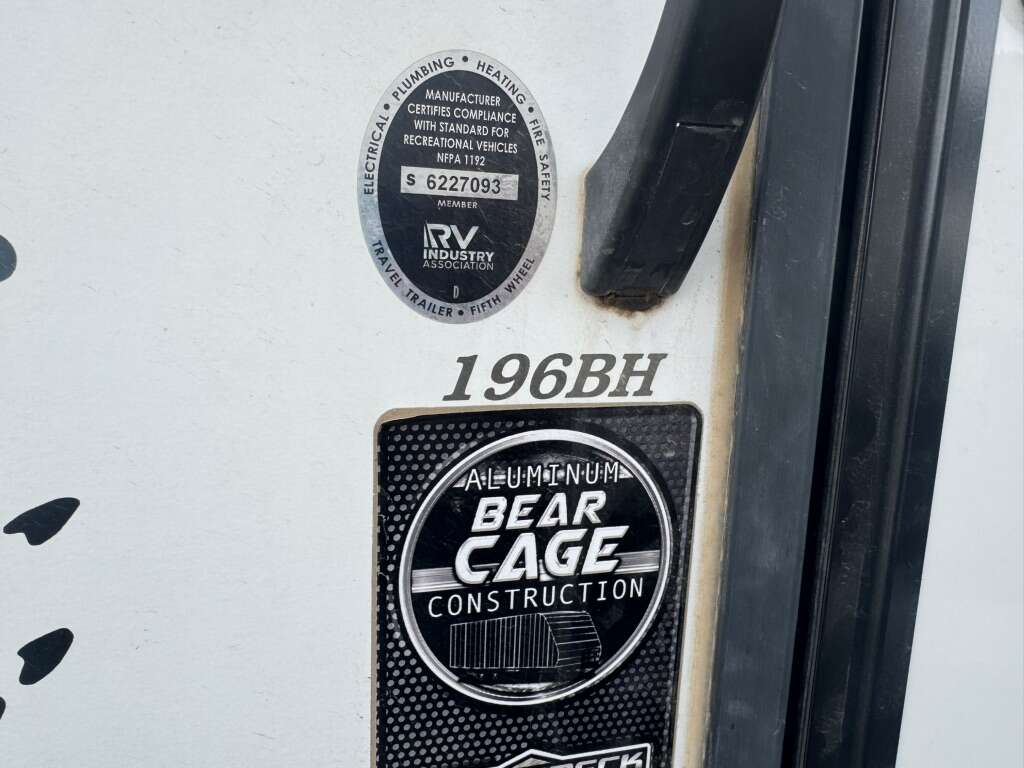 ELECTRICAL • PLUMBING • HEATING • FIRE SAFETY
MANUFACTURER
CERTIFIES COMPLIANCE
WITH STANDARD FOR
RECREATIONAL VEHICLES
NFPA 1192
S 6227093
MEMBER
RV
INDUSTRY
ASSOCIATION
D
TRAVEL TRAILER • FIFTH WHEEL
196BH
ALUMINUM
BEAR
CAGE
CONSTRUCTION